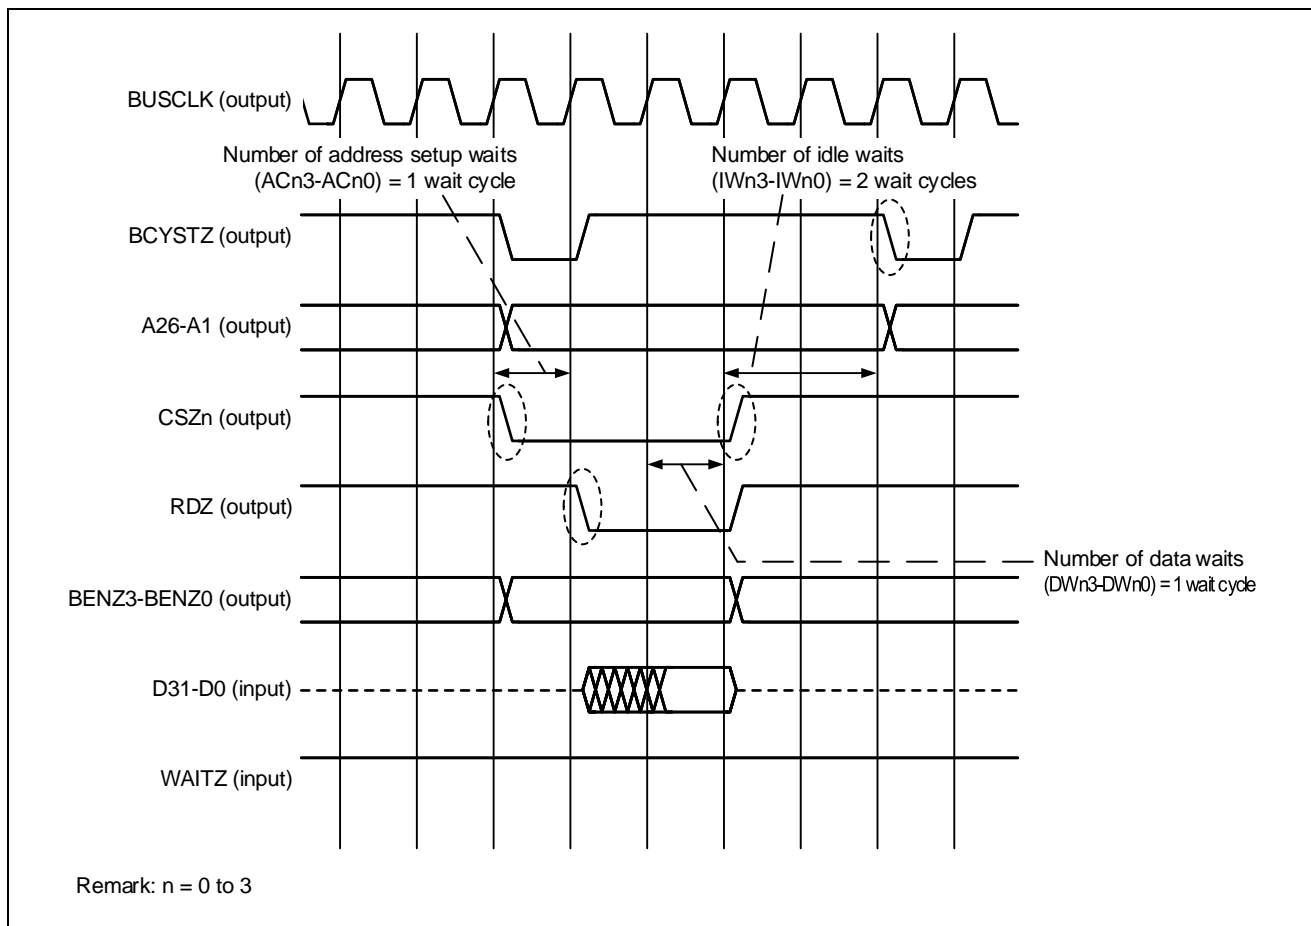 BUSCLK (output)
Number of address setup waits
(ACn3-ACn0) = 1 wait cycle
Number of idle waits
(IWn3-IWn0) = 2 wait cycles
BCYSTZ (output)
A26-A1 (output)
CSZn (output)
RDZ (output)
Number of data waits
(DWn3-DWn0) = 1 wait cycle
BENZ3-BENZ0 (output)
D31-D0 (input)
WAITZ (input)
Remark: n = 0 to 3